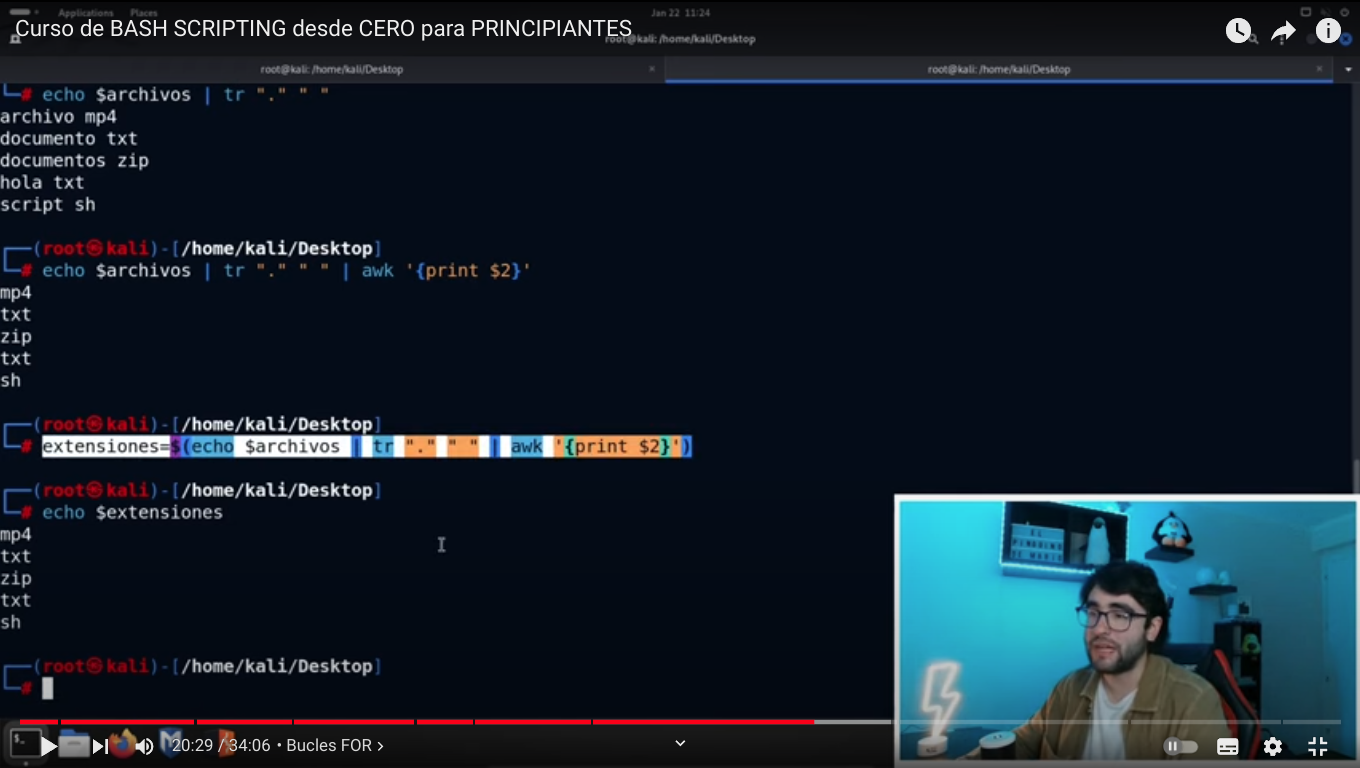 Applications Places
Jan 22 11:24
Curso de BASH SCRIPTING desde CERO para PRINCIPIANTES
root@kali: /home/kali/Desktop
root@kali: /home/kali/Desktop
root@kali: /home/kali/Desktop
└─# echo $archivos | tr "." " "
archivo mp4
documento txt
documentos zip
hola txt
script sh
┌──(root㉿kali)-[/home/kali/Desktop]
└─# echo $archivos | tr "." " " | awk '{print $2}'
mp4
txt
zip
txt
sh
┌──(root㉿kali)-[/home/kali/Desktop]
└─# extensiones=$(echo $archivos | tr "." " " | awk '{print $2}')
┌──(root㉿kali)-[/home/kali/Desktop]
└─# echo $extensiones
mp4
txt
zip
txt
sh
┌──(root㉿kali)-[/home/kali/Desktop]
└─#
20:29 / 34:06 • Bucles FOR ›